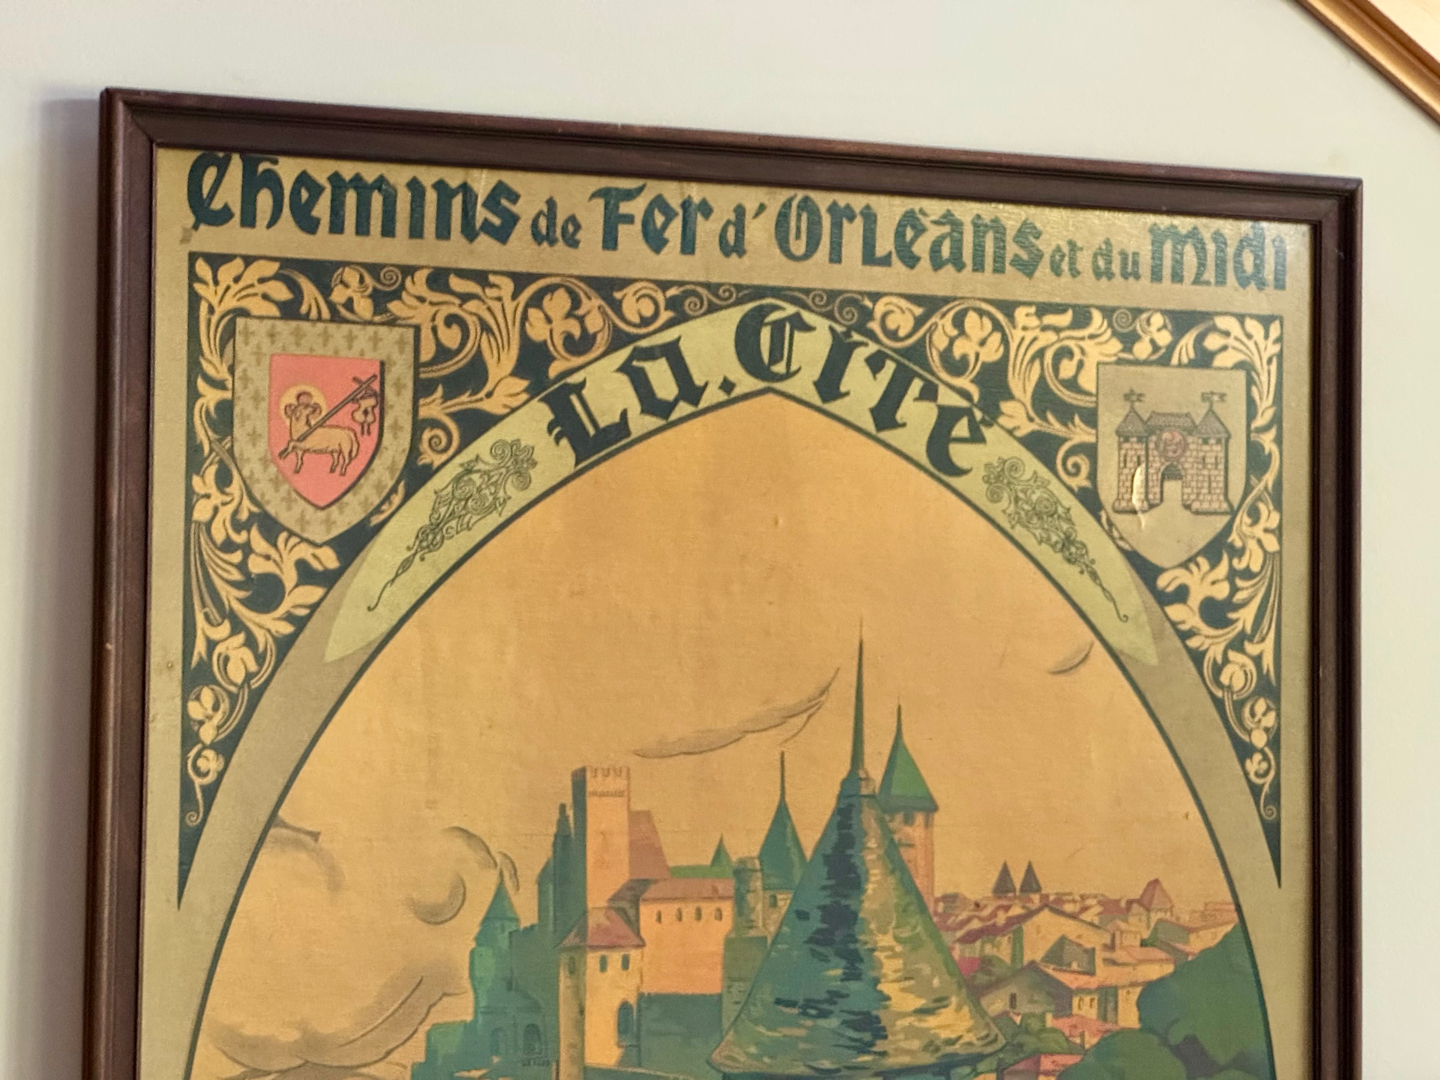 Chemins de Fer d'Orléans et du Midi
La.Cité